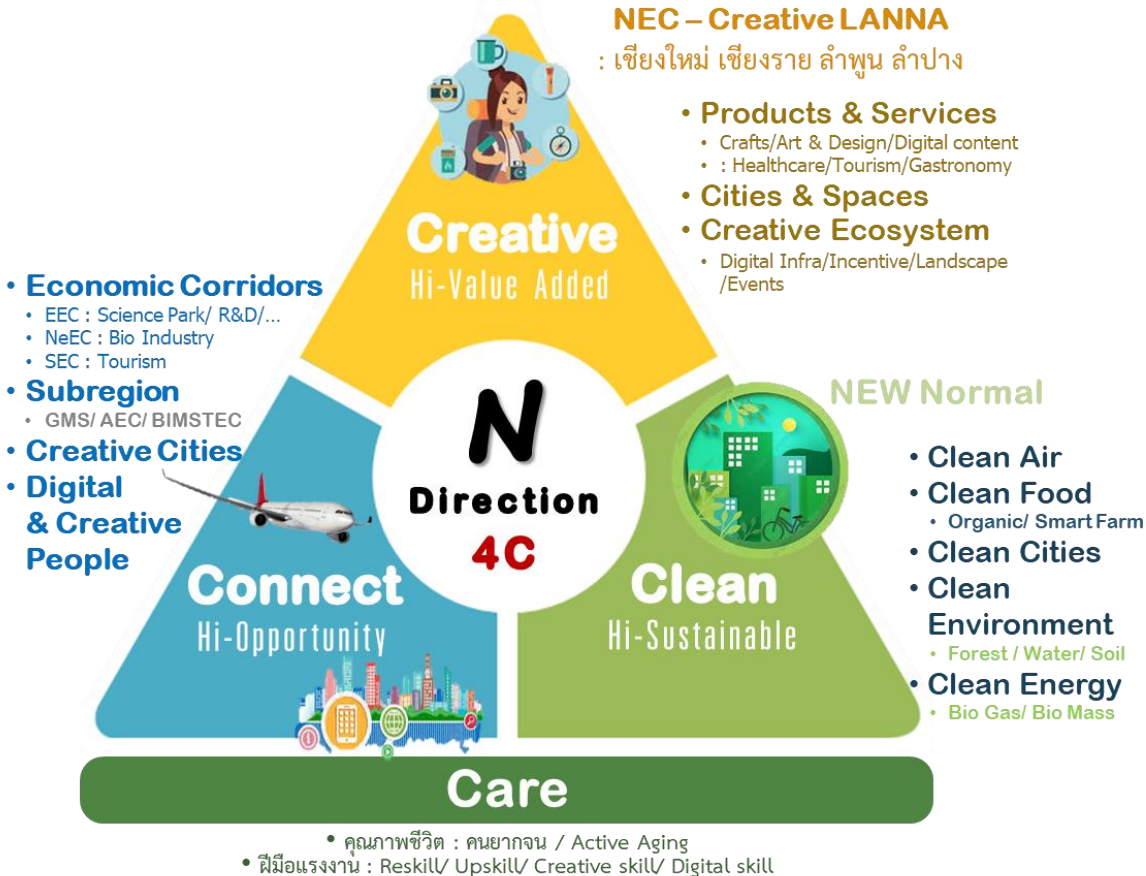 NEC – Creative LANNA
: เชียงใหม่ เชียงราย ลำพูน ลำปาง
• Products & Services
• Crafts/Art & Design/Digital content
• : Healthcare/Tourism/Gastronomy
• Cities & Spaces
• Creative Ecosystem
• Digital Infra/Incentive/Landscape
/Events
Creative
Hi-Value Added
• Economic Corridors
• EEC : Science Park/ R&D/...
• NeEC : Bio Industry
• SEC : Tourism
• Subregion
• GMS/ AEC/ BIMSTEC
• Creative Cities
• Digital
& Creative
People
N
Direction
4C
Connect
Hi-Opportunity
NEW Normal
• Clean Air
• Clean Food
• Organic/ Smart Farm
• Clean Cities
• Clean
Environment
• Forest / Water/ Soil
• Clean Energy
• Bio Gas/ Bio Mass
Clean
Hi-Sustainable
Care
• คุณภาพชีวิต : คนยากจน / Active Aging
• ฝีมือแรงงาน : Reskill/ Upskill/ Creative skill/ Digital skill